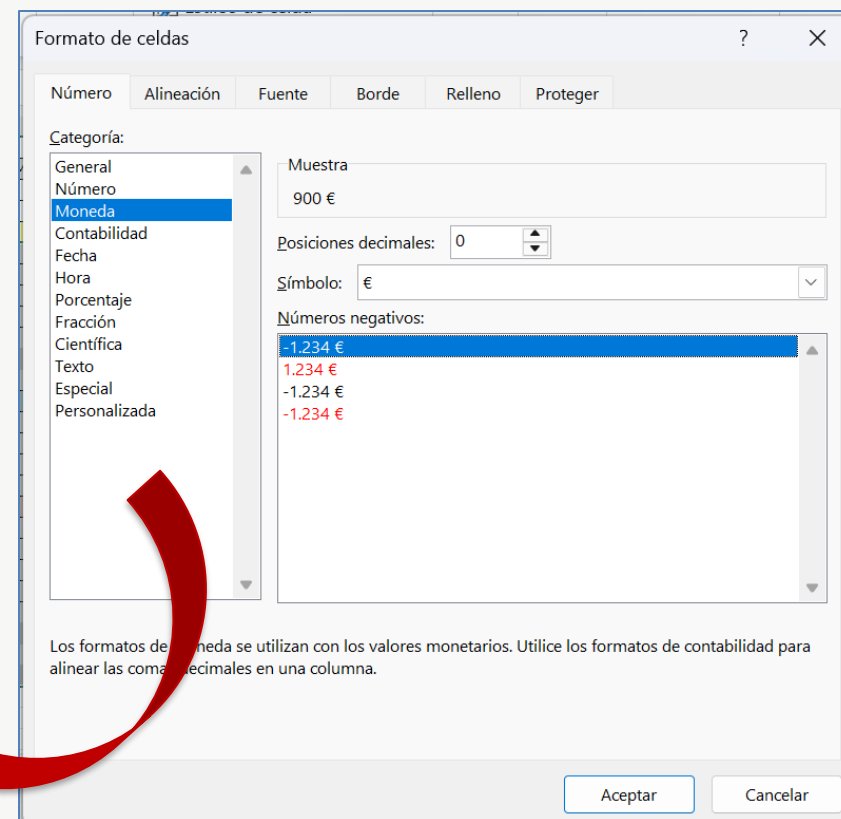 Formato de celdas ?
Número Alineación Fuente Borde Relleno Proteger
Categoría:
General
Número
Moneda
Contabilidad
Fecha
Hora
Porcentaje
Fracción
Científica
Texto
Especial
Personalizada
Muestra
900 €
Posiciones decimales: 0
Símbolo: €
Números negativos:
-1.234 €
1.234 €
-1.234 €
-1.234 €
Los formatos de moneda se utilizan con los valores monetarios. Utilice los formatos de contabilidad para
alinear las comas decimales en una columna.
Aceptar Cancelar